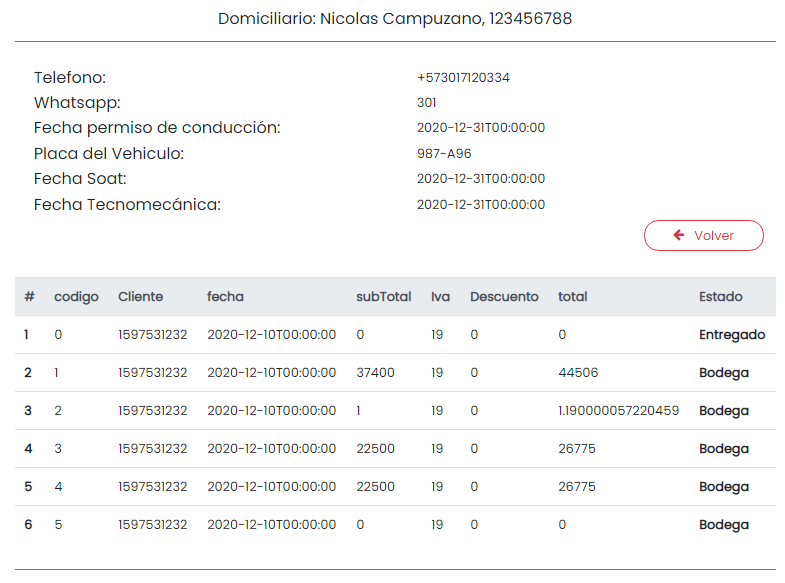 Domiciliario: Nicolas Campuzano, 123456788
Telefono: +573017120334
Whatsapp: 301
Fecha permiso de conducción: 2020-12-31T00:00:00
Placa del Vehiculo: 987-A96
Fecha Soat: 2020-12-31T00:00:00
Fecha Tecnomecánica: 2020-12-31T00:00:00
Volver
# codigo Cliente fecha subTotal Iva Descuento total Estado
1 0 1597531232 2020-12-10T00:00:00 0 19 0 0 Entregado
2 1 1597531232 2020-12-10T00:00:00 37400 19 0 44506 Bodega
3 2 1597531232 2020-12-10T00:00:00 1 19 0 1.190000057220459 Bodega
4 3 1597531232 2020-12-10T00:00:00 22500 19 0 26775 Bodega
5 4 1597531232 2020-12-10T00:00:00 22500 19 0 26775 Bodega
6 5 1597531232 2020-12-10T00:00:00 0 19 0 0 Bodega